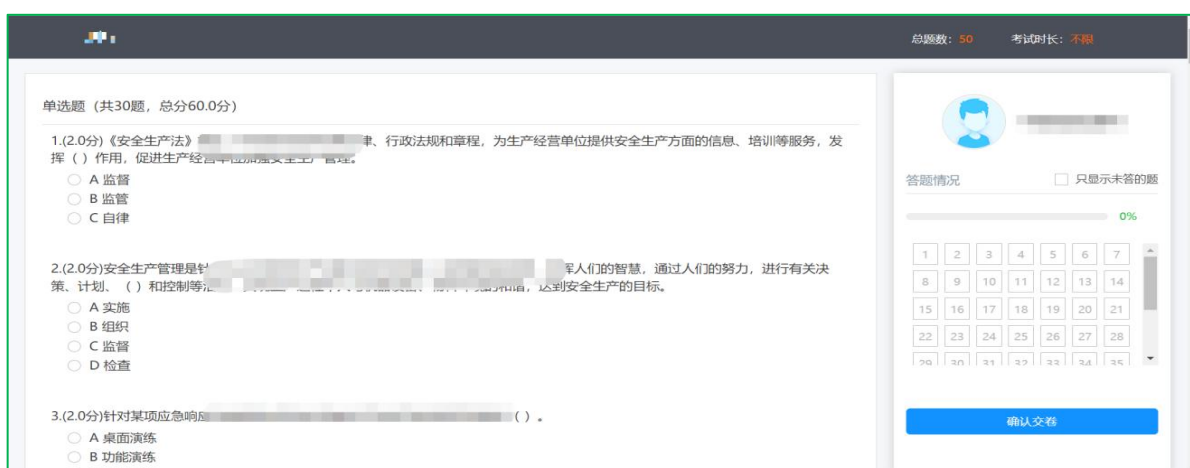 总题数：50 考试时长：不限
单选题（共30题，总分60.0分）
1.(2.0分)《安全生产法》 律、行政法规和章程，为生产经营单位提供安全生产方面的信息、培训等服务，发
挥（ ）作用，促进生产经
A 监督
B 监管
C 自律
2.(2.0分)安全生产管理是针 挥人们的智慧，通过人们的努力，进行有关决
策、计划、（ ）和控制等 达到安全生产的目标。
A 实施
B 组织
C 监督
D 检查
3.(2.0分)针对某项应急响应 ( ) 。
A 桌面演练
B 功能演练
答题情况 只显示未答的题
0%
1 2 3 4 5 6 7
8 9 10 11 12 13 14
15 16 17 18 19 20 21
22 23 24 25 26 27 28
29 30 31 32 33 34 35
确认交卷